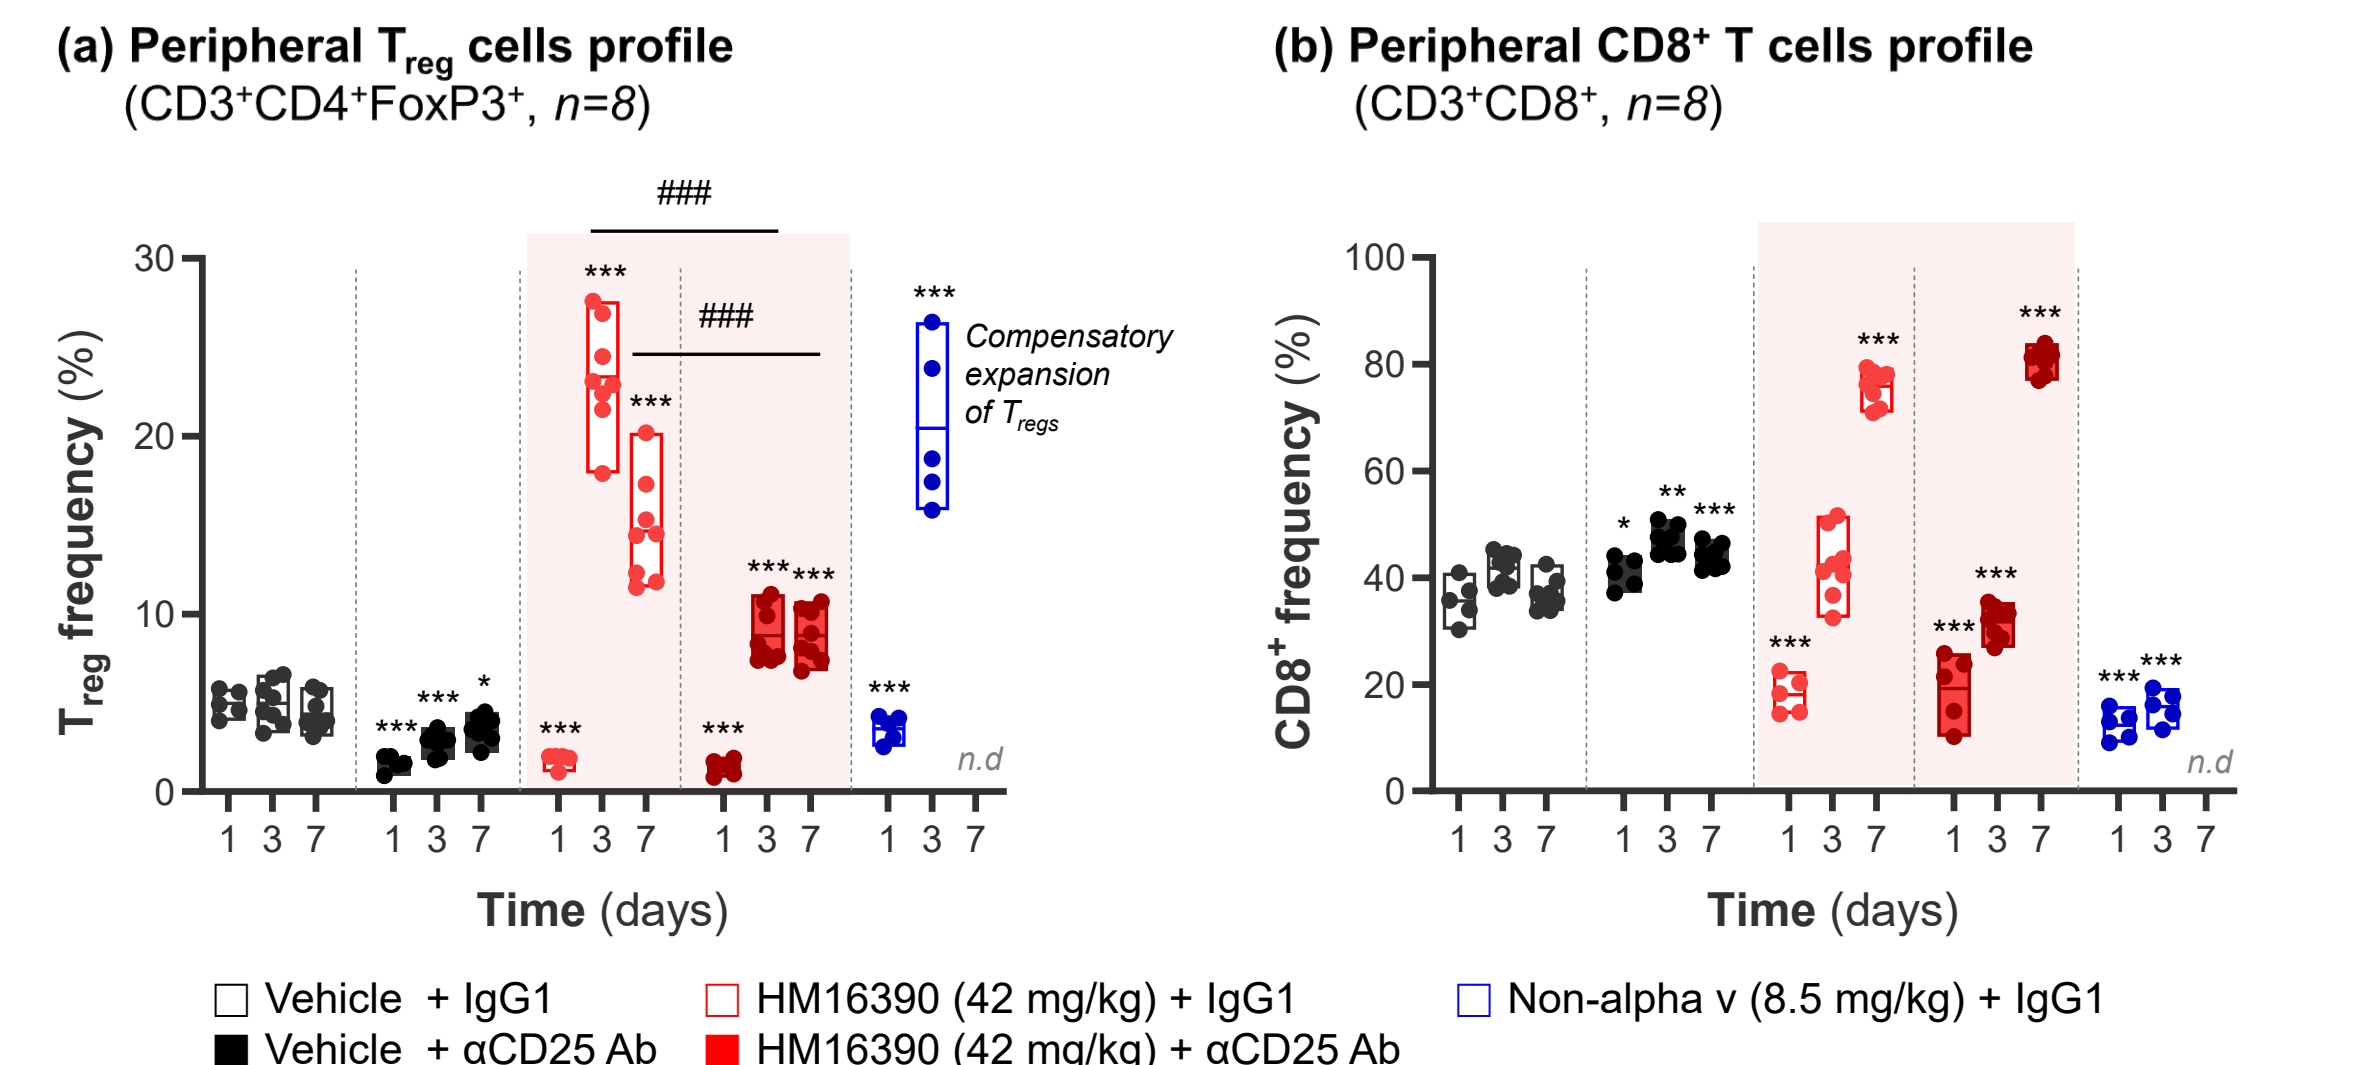 (a) Peripheral Treg cells profile
(CD3+CD4+FoxP3+, n=8)
###
###
***
***
***
***
*
***
***
***
***
***
***
Compensatory
expansion
of Tregs
n.d
30
20
10
0
Treg frequency (%)
1 3 7 1 3 7 1 3 7 1 3 7 1 3 7
Time (days)
(b) Peripheral CD8+ T cells profile
(CD3+CD8+, n=8)
100
80
60
40
20
0
CD8+ frequency (%)
*
**
***
***
***
***
***
***
***
***
n.d
1 3 7 1 3 7 1 3 7 1 3 7 1 3 7
Time (days)
Vehicle + IgG1
HM16390 (42 mg/kg) + IgG1
Non-alpha v (8.5 mg/kg) + IgG1
Vehicle + αCD25 Ab
HM16390 (42 mg/kg) + αCD25 Ab